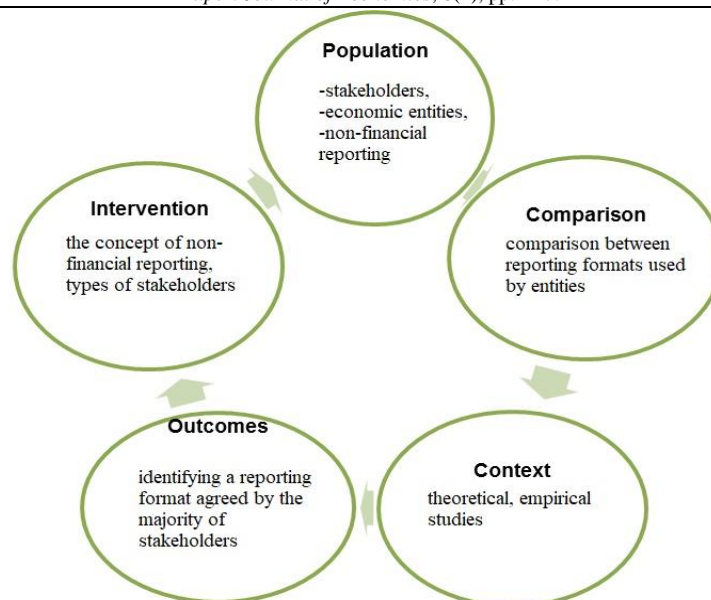 Population
-stakeholders,
-economic entities,
-non-financial
reporting
Comparison
comparison between
reporting formats used
by entities
Context
theoretical, empirical
studies
Outcomes
identifying a reporting
format agreed by the
majority of
stakeholders
Intervention
the concept of non-
financial reporting,
types of stakeholders